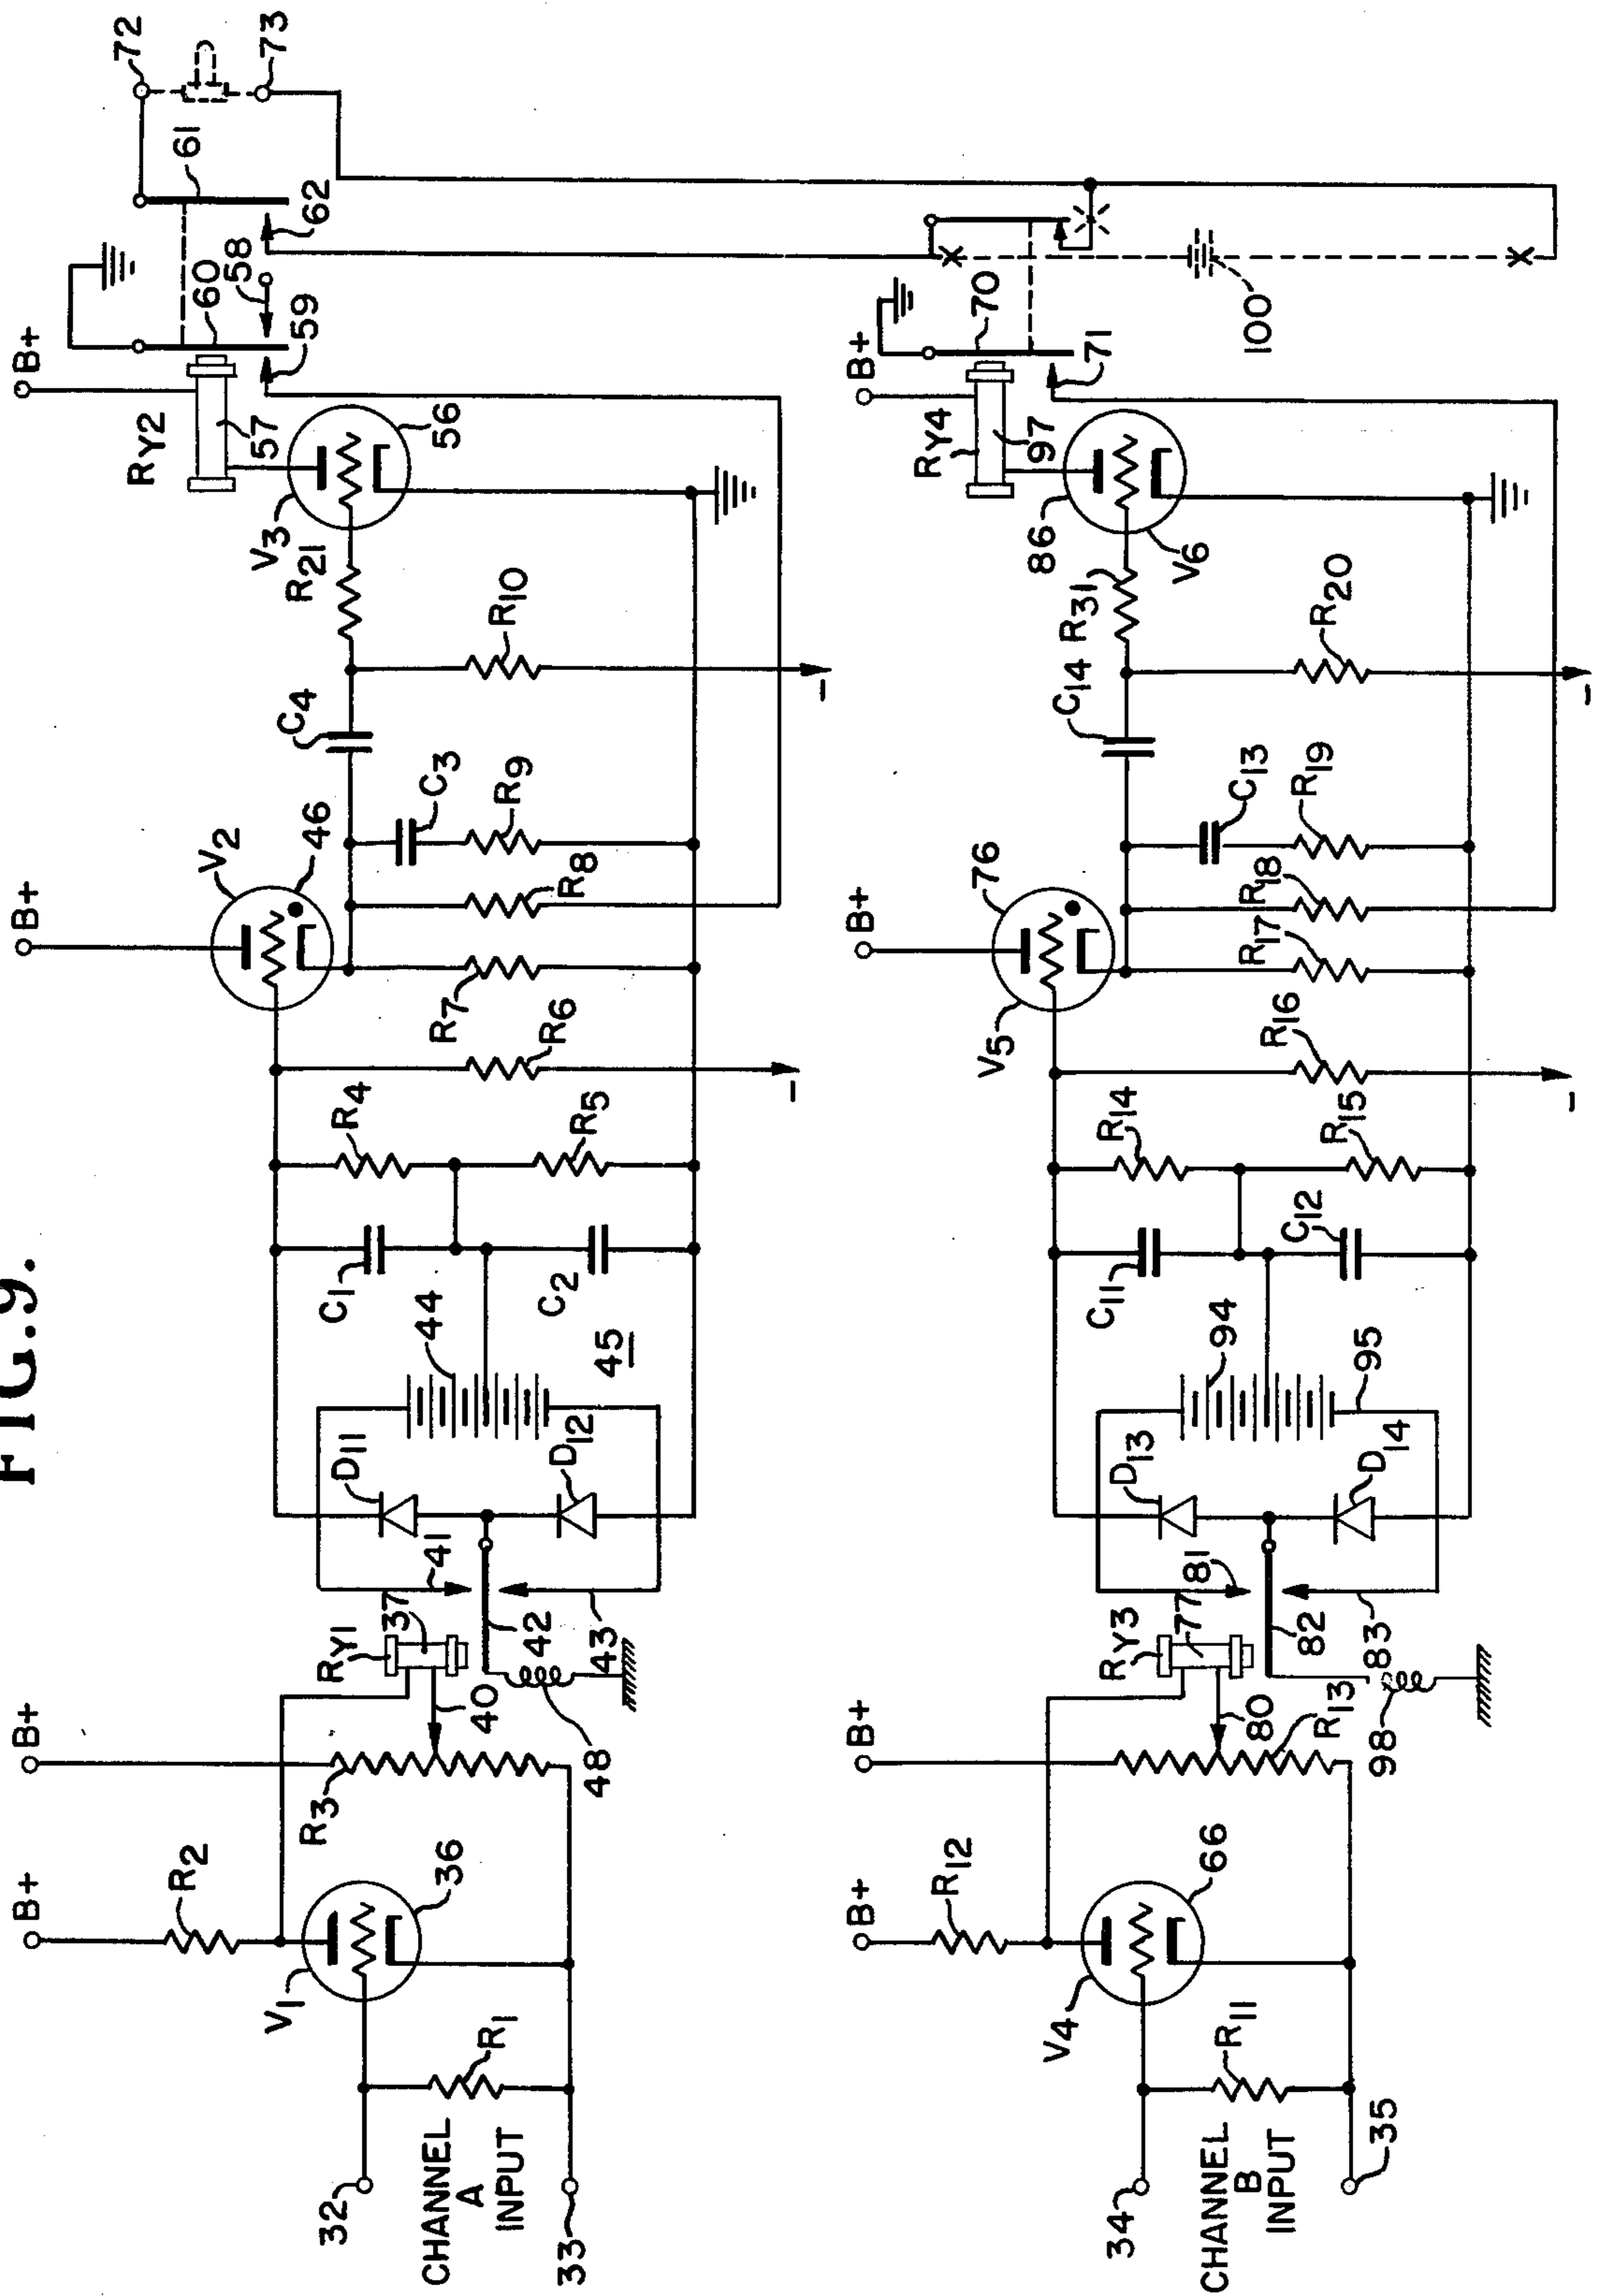 FIG.9.
B+
B+
B+
B+
R2
R3
V1
36
RY1
37
40
41
42
43
48
D11
D12
44
45
C1
C2
R4
R5
R6
V2
46
R7
R8
C3
R9
C4
R10
R21
V3
56
RY2
57
58
59
60
61
62
72
73
R1
32
33
CHANNEL
A
INPUT
–
–
B+
B+
B+
B+
R12
R13
V4
66
RY3
77
80
81
82
83
98
D13
D14
94
95
C11
C12
R14
R15
R16
V5
76
R17
R18
C13
R19
C14
R20
R31
86
V6
RY4
97
70
71
100
R11
34
35
CHANNEL
B
INPUT
–
–